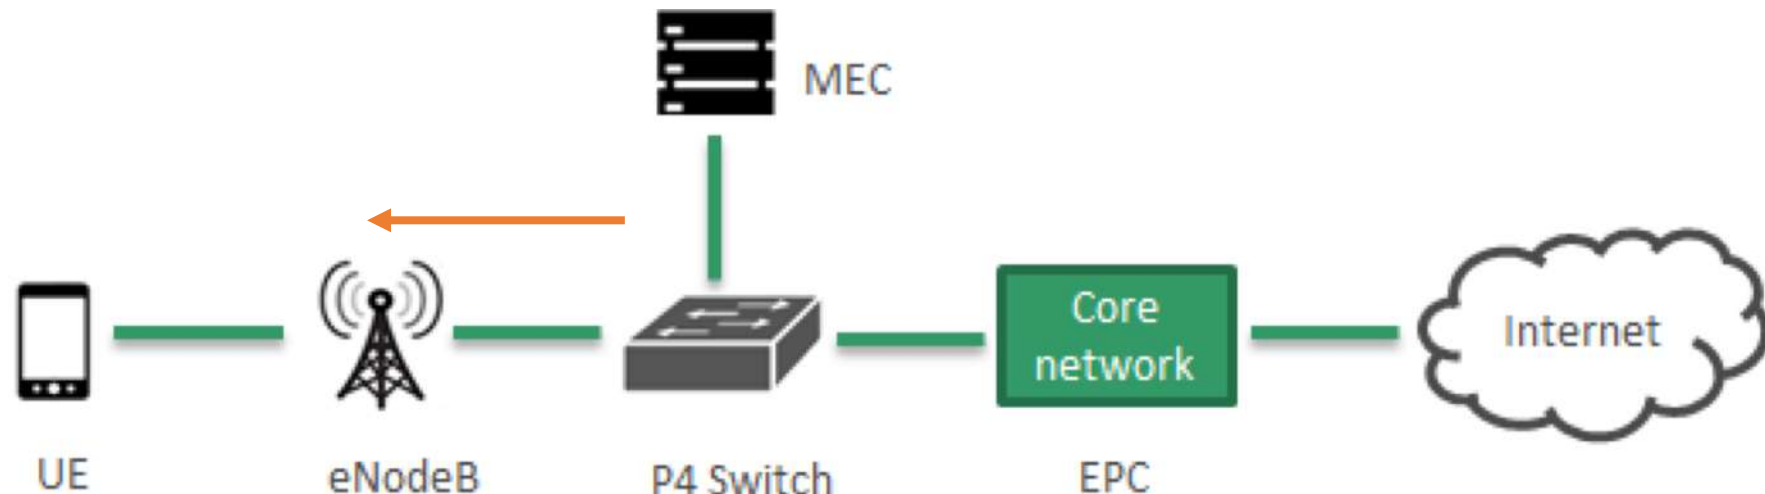 MEC
Core
network
Internet
UE
eNodeB
P4 Switch
EPC